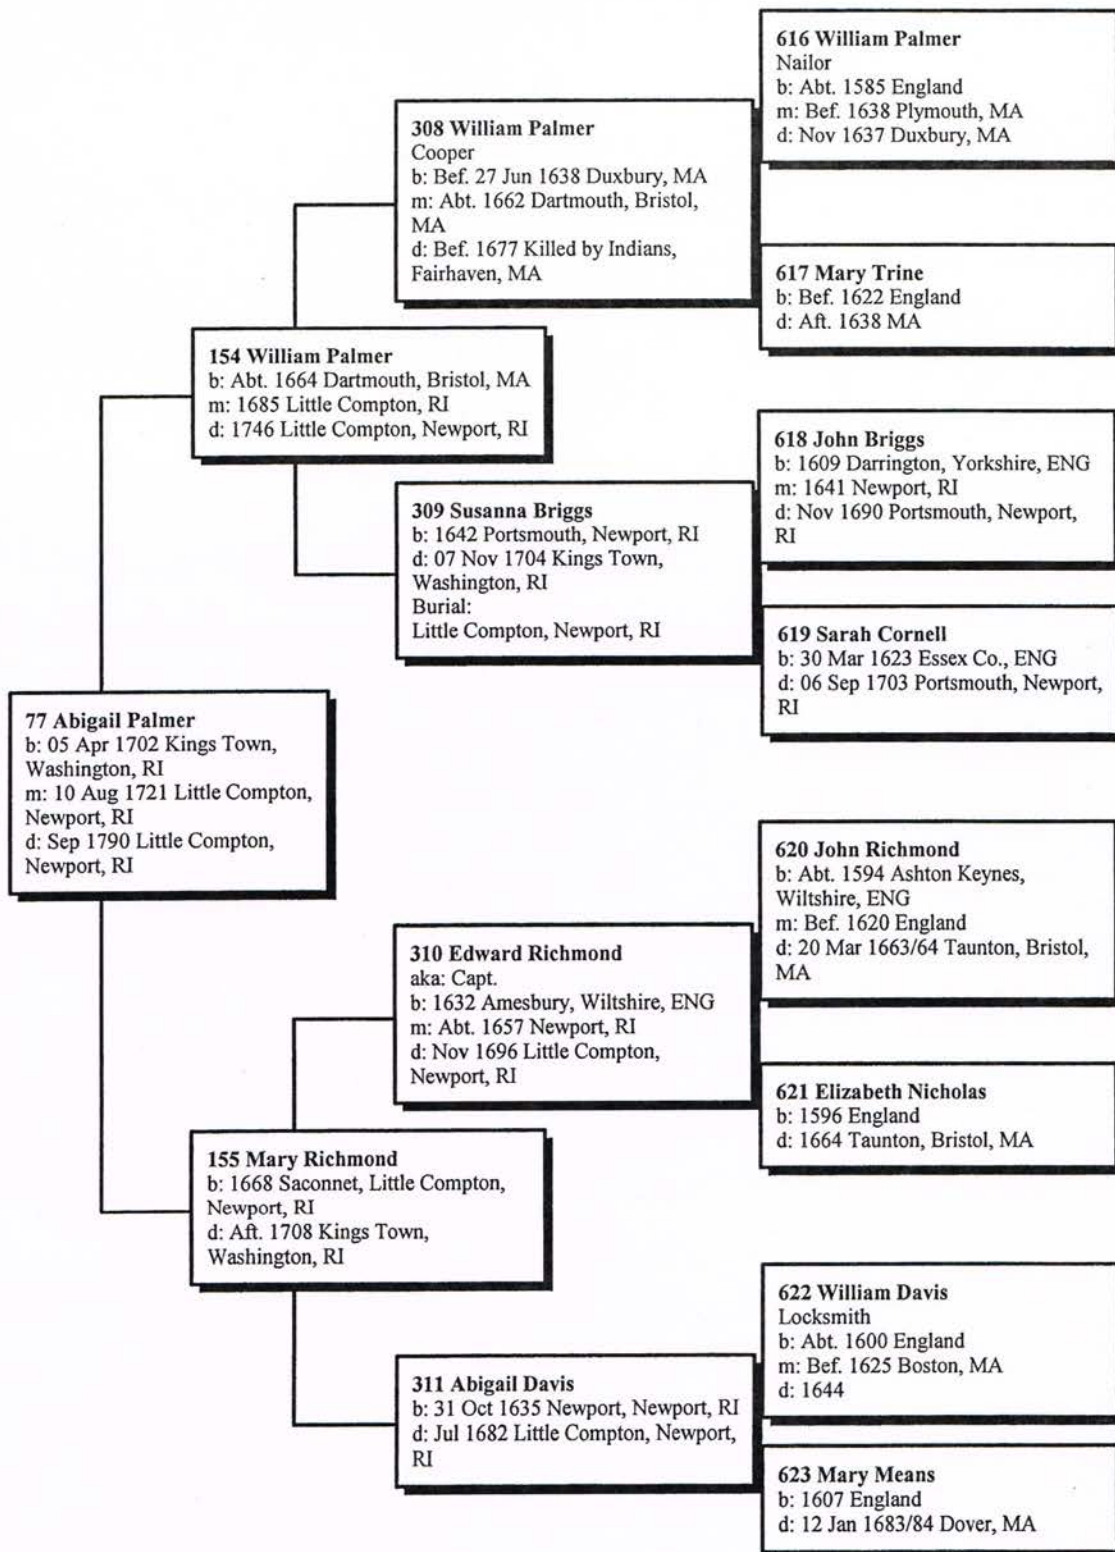 616 William Palmer
Nailor
b: Abt. 1585 England
m: Bef. 1638 Plymouth, MA
d: Nov 1637 Duxbury, MA
308 William Palmer
Cooper
b: Bef. 27 Jun 1638 Duxbury, MA
m: Abt. 1662 Dartmouth, Bristol,
MA
d: Bef. 1677 Killed by Indians,
Fairhaven, MA
617 Mary Trine
b: Bef. 1622 England
d: Aft. 1638 MA
154 William Palmer
b: Abt. 1664 Dartmouth, Bristol, MA
m: 1685 Little Compton, RI
d: 1746 Little Compton, Newport, RI
618 John Briggs
b: 1609 Darrington, Yorkshire, ENG
m: 1641 Newport, RI
d: Nov 1690 Portsmouth, Newport,
RI
309 Susanna Briggs
b: 1642 Portsmouth, Newport, RI
d: 07 Nov 1704 Kings Town,
Washington, RI
Burial:
Little Compton, Newport, RI
619 Sarah Cornell
b: 30 Mar 1623 Essex Co., ENG
d: 06 Sep 1703 Portsmouth, Newport,
RI
77 Abigail Palmer
b: 05 Apr 1702 Kings Town,
Washington, RI
m: 10 Aug 1721 Little Compton,
Newport, RI
d: Sep 1790 Little Compton,
Newport, RI
620 John Richmond
b: Abt. 1594 Ashton Keynes,
Wiltshire, ENG
m: Bef. 1620 England
d: 20 Mar 1663/64 Taunton, Bristol,
MA
310 Edward Richmond
aka: Capt.
b: 1632 Amesbury, Wiltshire, ENG
m: Abt. 1657 Newport, RI
d: Nov 1696 Little Compton,
Newport, RI
621 Elizabeth Nicholas
b: 1596 England
d: 1664 Taunton, Bristol, MA
155 Mary Richmond
b: 1668 Saconnet, Little Compton,
Newport, RI
d: Aft. 1708 Kings Town,
Washington, RI
622 William Davis
Locksmith
b: Abt. 1600 England
m: Bef. 1625 Boston, MA
d: 1644
311 Abigail Davis
b: 31 Oct 1635 Newport, Newport, RI
d: Jul 1682 Little Compton, Newport,
RI
623 Mary Means
b: 1607 England
d: 12 Jan 1683/84 Dover, MA